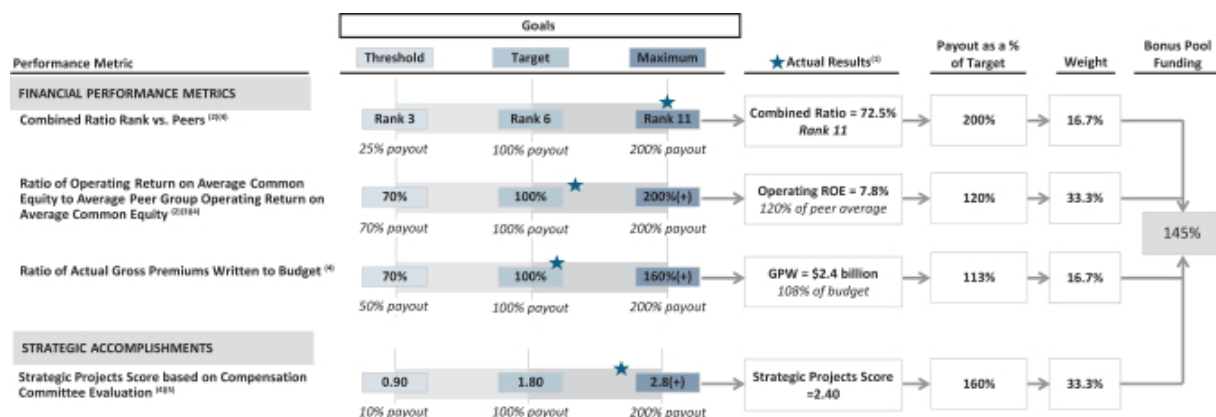 Goals
Performance Metric Threshold Target Maximum Actual Results(1) Payout as a % of Target Weight Bonus Pool Funding
FINANCIAL PERFORMANCE METRICS
Combined Ratio Rank vs. Peers Rank 3 Rank 6 Rank 11 Combined Ratio = 72.5% 200% 16.7%
Rank 11
25% payout 100% payout 200% payout
Ratio of Operating Return on Average Common
Equity to Average Peer Group Operating Return on
Average Common Equity
70% 100% 200%(+) Operating ROE = 7.8% 120% 33.3%
120% of peer average
70% payout 100% payout 200% payout
145%
Ratio of Actual Gross Premiums Written to Budget (4) 70% 100% 160%(+) GPW = $2.4 billion 113% 16.7%
108% of budget
50% payout 100% payout 200% payout
STRATEGIC ACCOMPLISHMENTS
Strategic Projects Score based on Compensation
Committee Evaluation
0.90 1.80 2.8(+) Strategic Projects Score 160% 33.3%
=2.40
10% payout 100% payout 200% payout